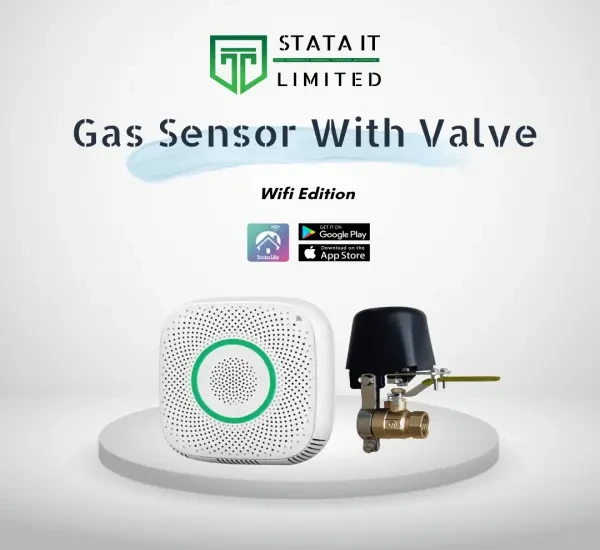 STATA IT
LIMITED
Gas Sensor With Valve
Wifi Edition
GET IT ON
Google Play
Download on the
App Store